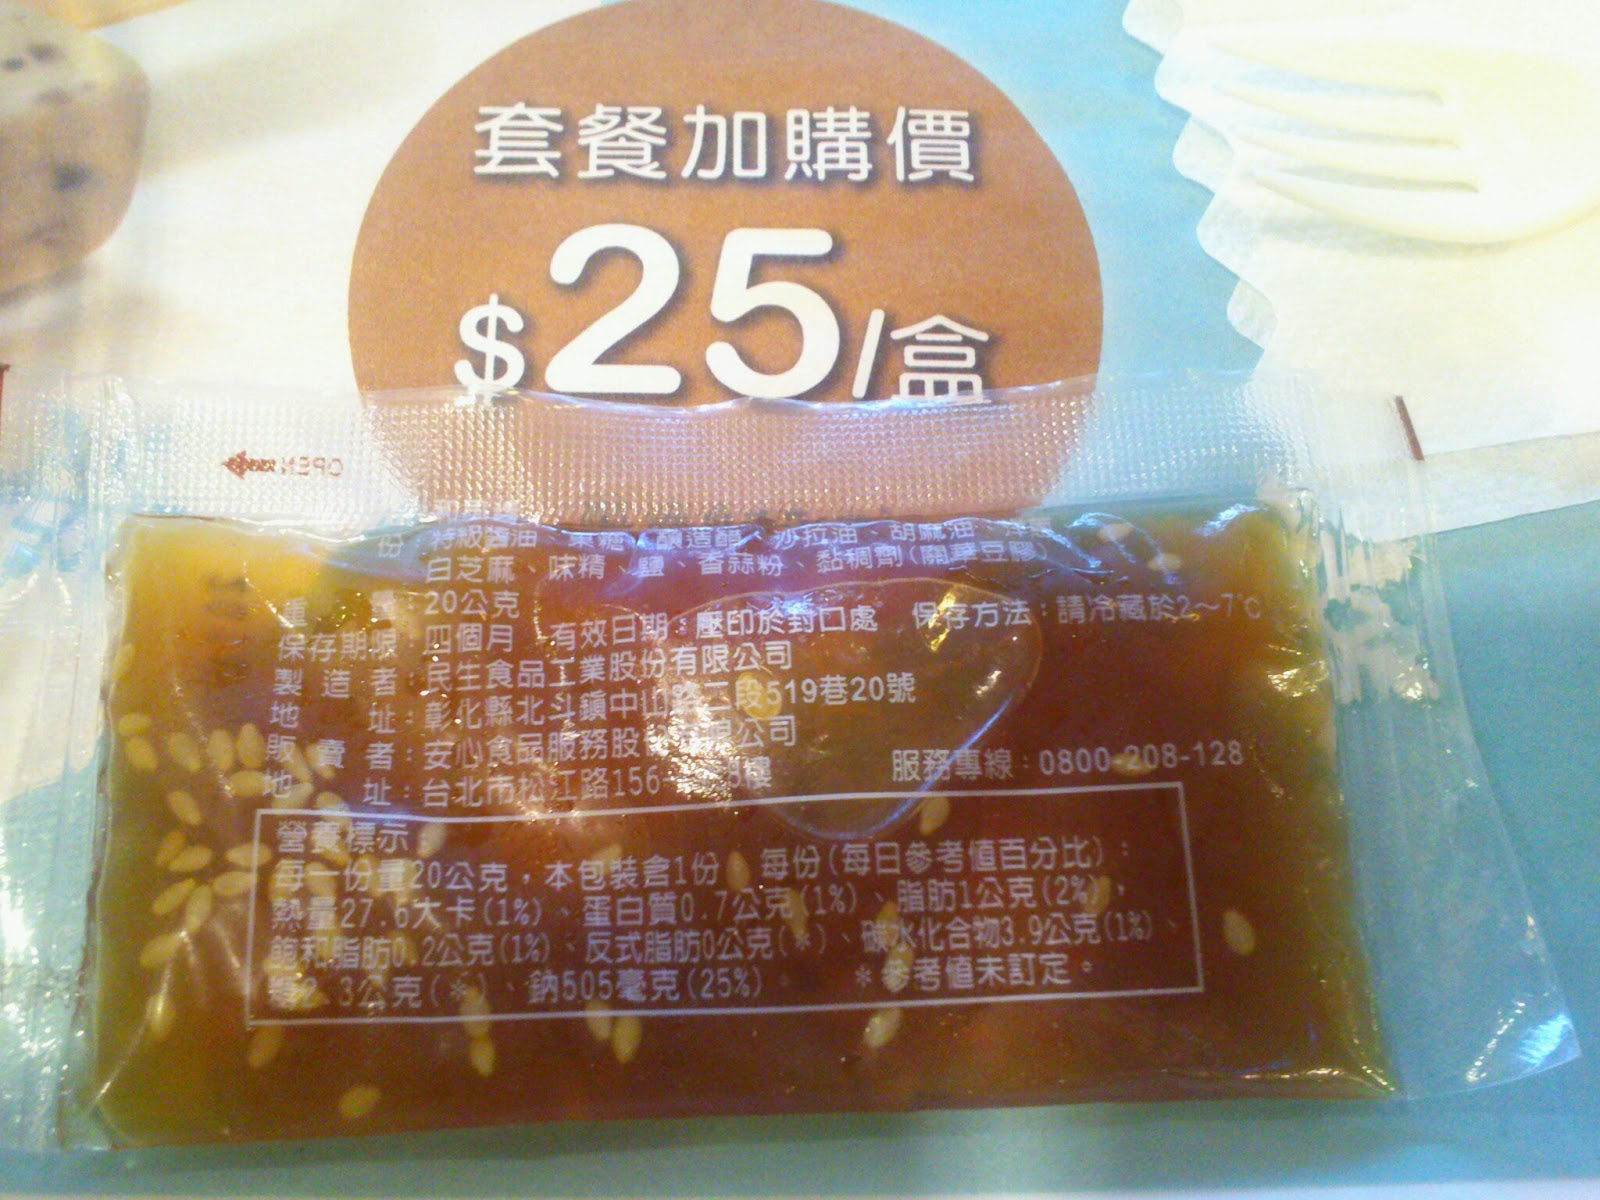 套餐加購價
$25/盒
OPEN
份 特級醬油、糖、釀造醋、沙拉油、胡麻油、
白芝麻、味精、鹽、香蒜粉、黏稠劑(關華豆膠)
重 量：20公克
保存期限：四個月 有效日期：壓印於封口處 保存方法：請冷藏於2～7℃
製 造 者：民生食品工業股份有限公司
地 址：彰化縣北斗鎮中山路二段519巷20號
販 賣 者：安心食品服務股份有限公司
地 址：台北市松江路156 樓 服務專線：0800-208-128
營養標示：
每一份量20公克，本包裝含1份 每份(每日參考值百分比)：
熱量27.6大卡(1%)、蛋白質0.7公克(1%)、脂肪1公克(2%)、
飽和脂肪0.2公克(1%)、反式脂肪0公克(＊)、碳水化合物3.9公克(1%)、
糖2.3公克(＊)、鈉505毫克(25%)。 ＊參考值未訂定。